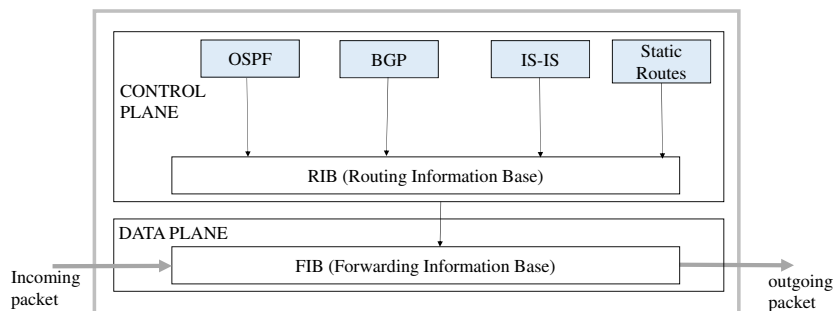 OSPF
BGP
IS-IS
Static
Routes
CONTROL
PLANE
RIB (Routing Information Base)
DATA PLANE
FIB (Forwarding Information Base)
Incoming
packet
outgoing
packet